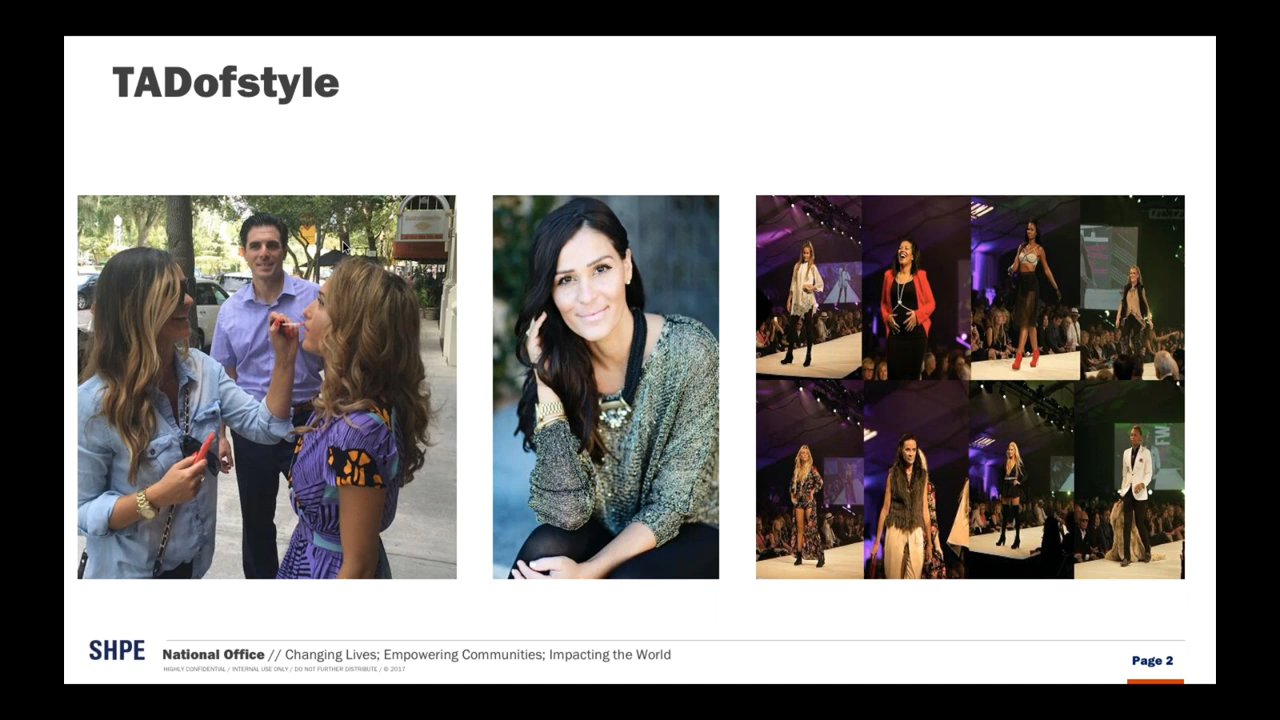 TADofstyle
FW
SHPE
National Office // Changing Lives; Empowering Communities; Impacting the World
HIGHLY CONFIDENTIAL / INTERNAL USE ONLY / DO NOT FURTHER DISTRIBUTE / © 2017
Page 2